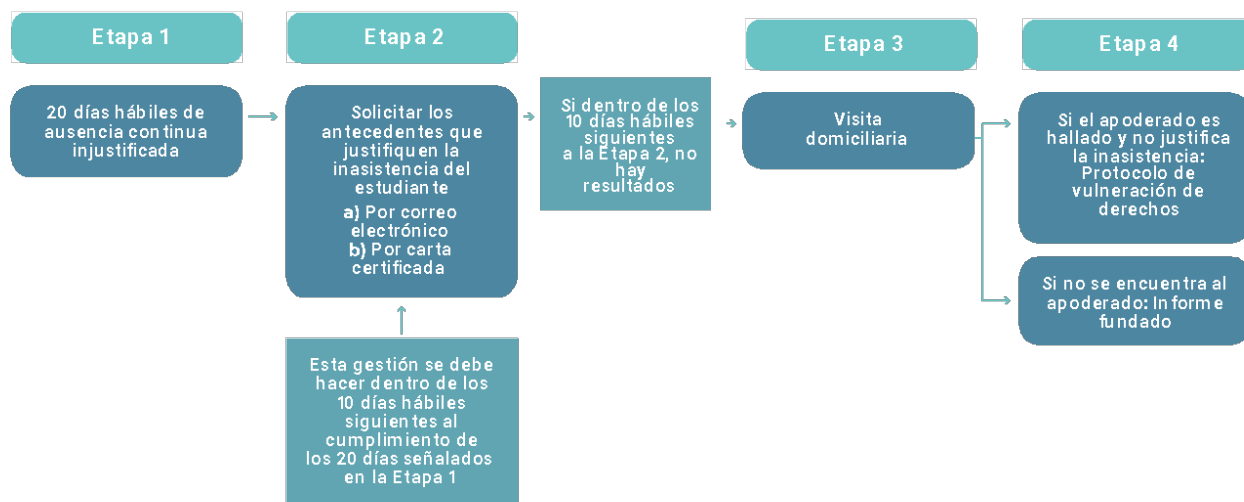 Etapa 1
20 días hábiles de
ausencia continua
injustificada
Etapa 2
Solicitar los
antecedentes que
justifiquen la
inasistencia del
estudiante
a) Por correo
electrónico
b) Por carta
certificada
Esta gestión se debe
hacer dentro de los
10 días hábiles
siguientes al
cumplimiento de
los 20 días señalados
en la Etapa 1
Si dentro de los
10 días hábiles
siguientes
a la Etapa 2, no
hay
resultados
Etapa 3
Visita
domiciliaria
Etapa 4
Si el apoderado es
hallado y no justifica
la inasistencia:
Protocolo de
vulneración de
derechos
Si no se encuentra al
apoderado: Informe
fundado